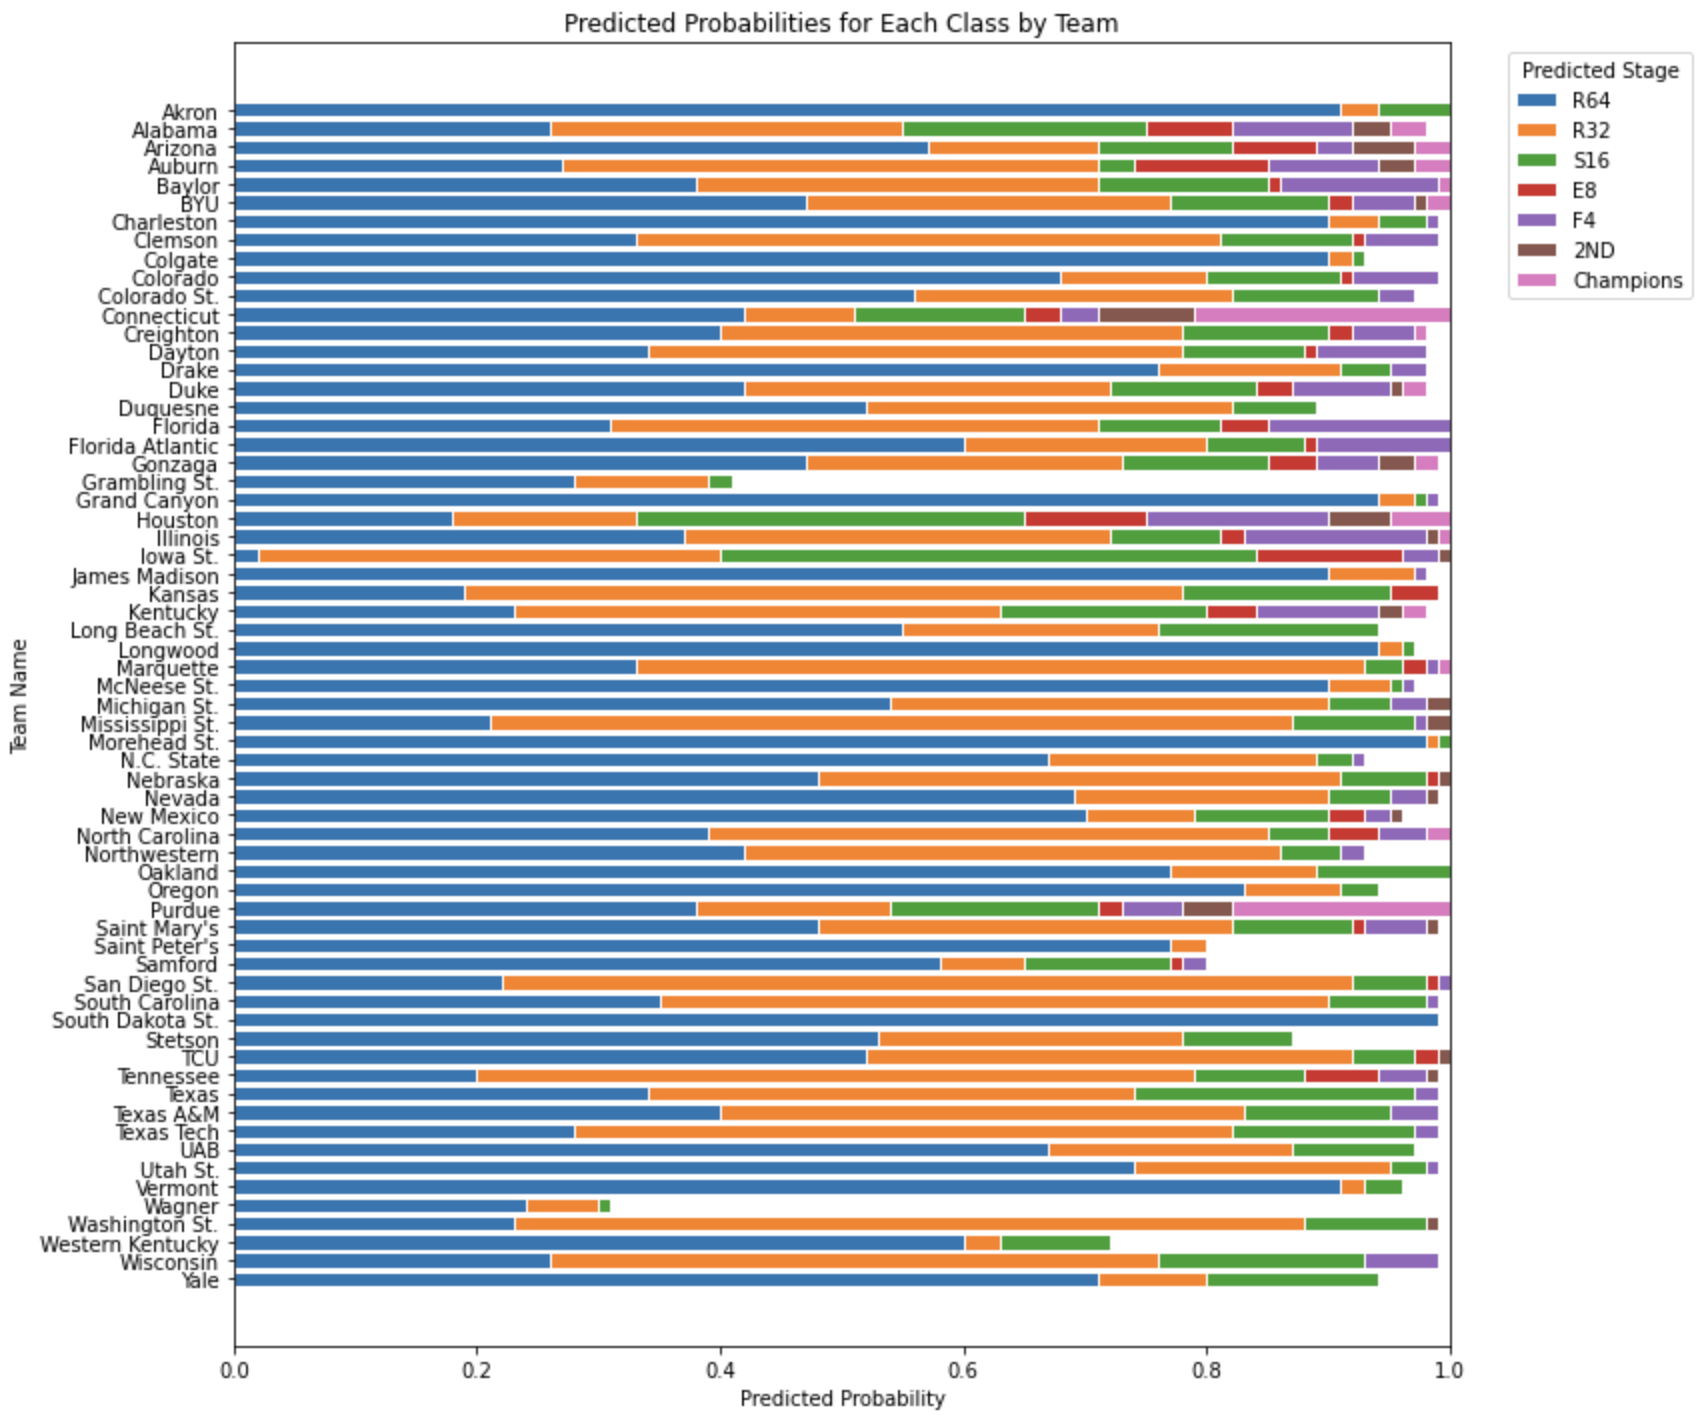 Predicted Probabilities for Each Class by Team
Predicted Stage
R64
R32
S16
E8
F4
2ND
Champions
Team Name
Akron
Alabama
Arizona
Auburn
Baylor
BYU
Charleston
Clemson
Colgate
Colorado
Colorado St.
Connecticut
Creighton
Dayton
Drake
Duke
Duquesne
Florida
Florida Atlantic
Gonzaga
Grambling St.
Grand Canyon
Houston
Illinois
Iowa St.
James Madison
Kansas
Kentucky
Long Beach St.
Longwood
Marquette
McNeese St.
Michigan St.
Mississippi St.
Morehead St.
N.C. State
Nebraska
Nevada
New Mexico
North Carolina
Northwestern
Oakland
Oregon
Purdue
Saint Mary's
Saint Peter's
Samford
San Diego St.
South Carolina
South Dakota St.
Stetson
TCU
Tennessee
Texas
Texas A&M
Texas Tech
UAB
Utah St.
Vermont
Wagner
Washington St.
Western Kentucky
Wisconsin
Yale
0.0 0.2 0.4 0.6 0.8 1.0
Predicted Probability